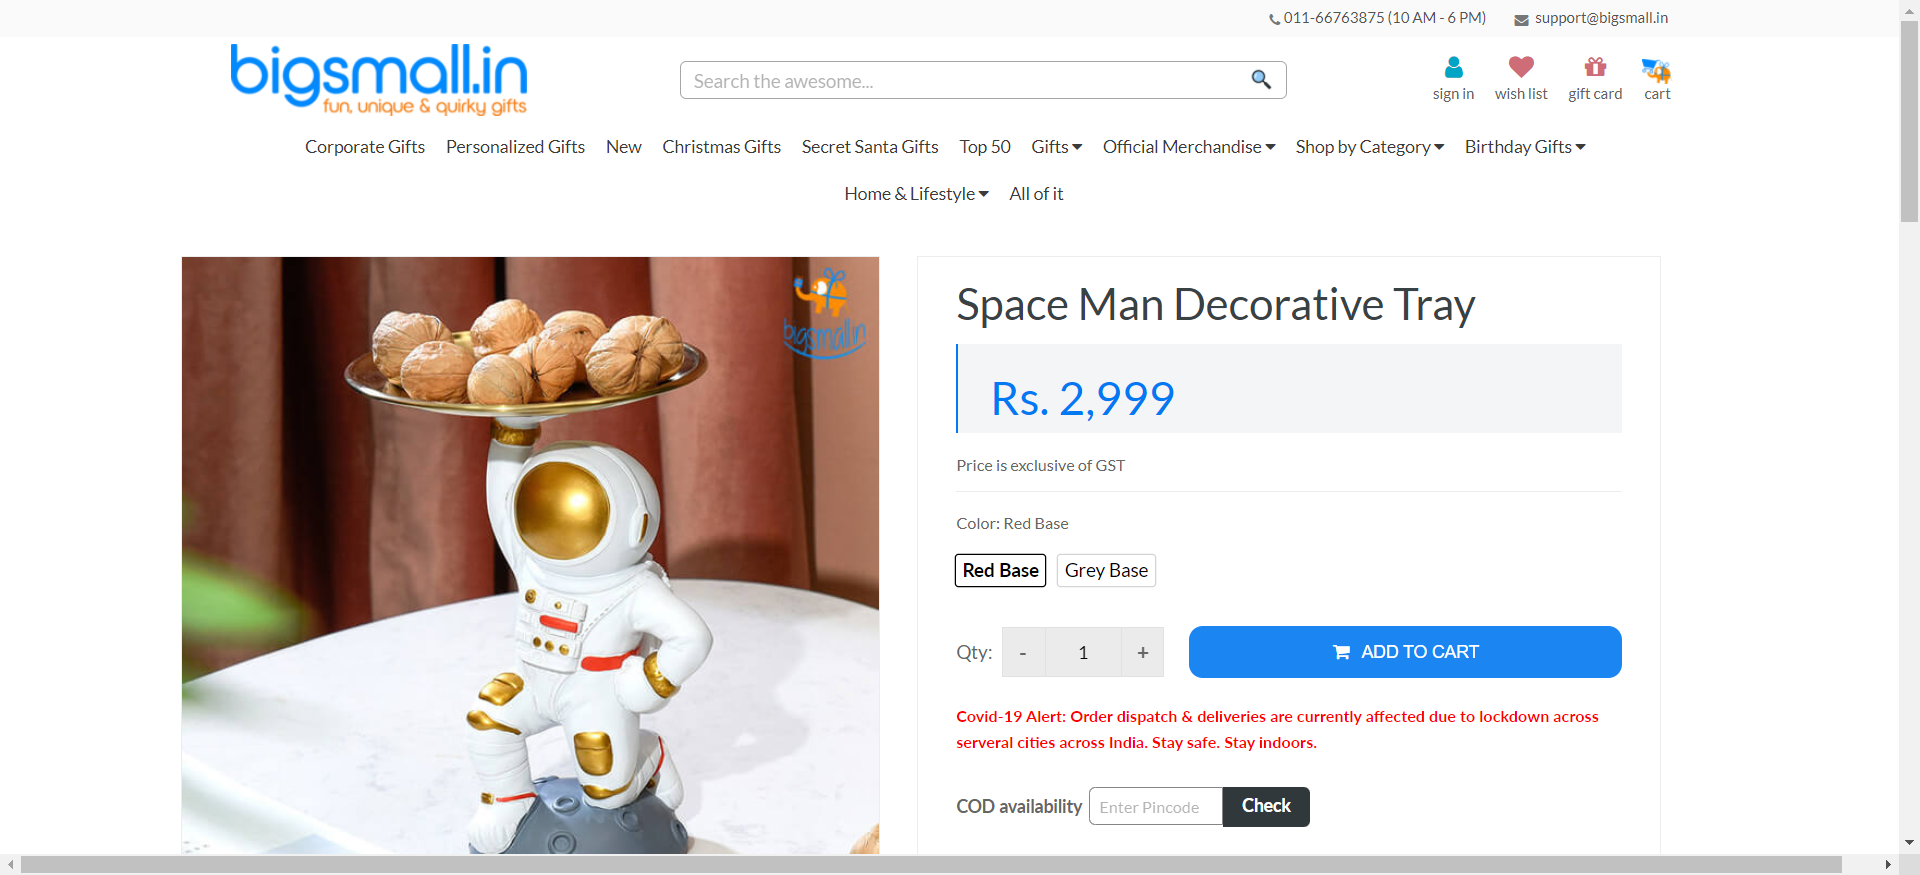 011-66763875 (10 AM - 6 PM) support@bigsmall.in
bigsmall.in
fun, unique & quirky gifts
Search the awesome...
sign in wish list gift card cart
Corporate Gifts Personalized Gifts New Christmas Gifts Secret Santa Gifts Top 50 Gifts Official Merchandise Shop by Category Birthday Gifts
Home & Lifestyle All of it
bigsmall.in
Space Man Decorative Tray
Rs. 2,999
Price is exclusive of GST
Color: Red Base
Red Base Grey Base
Qty: - 1 + ADD TO CART
Covid-19 Alert: Order dispatch & deliveries are currently affected due to lockdown across
serveral cities across India. Stay safe. Stay indoors.
COD availability Enter Pincode Check